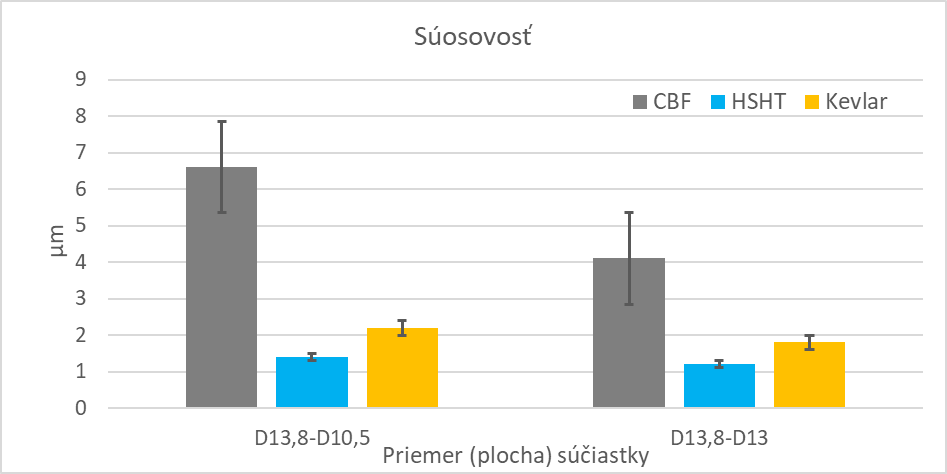 Súosovosť
9
8
7
6
5
4
3
2
1
0
µm
CBF HSHT Kevlar
D13,8-D10,5 D13,8-D13
Priemer (plocha) súčiastky